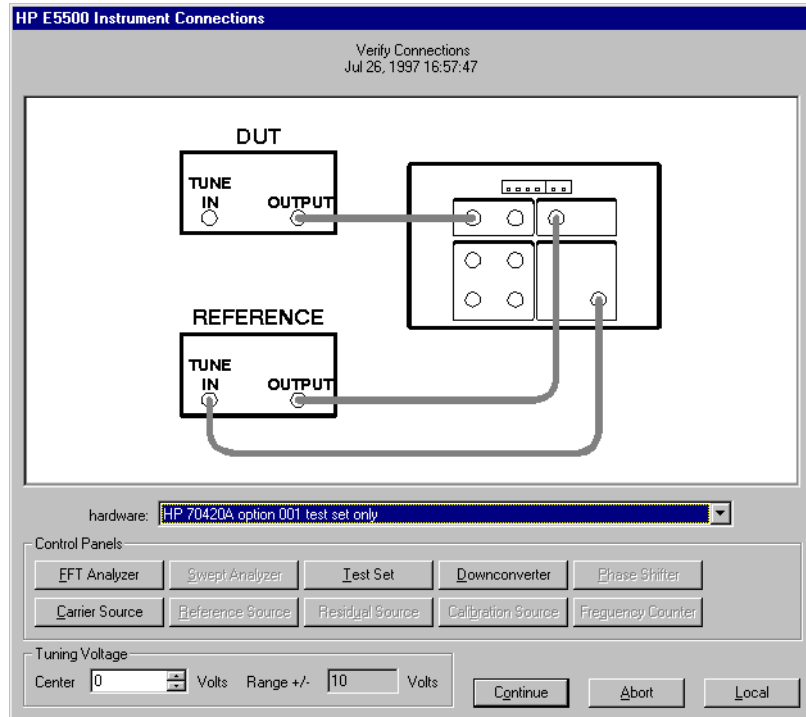 HP E5500 Instrument Connections
Verify Connections
Jul 26, 1997 16:57:47
DUT
TUNE
IN
OUTPUT
REFERENCE
TUNE
IN
OUTPUT
hardware: HP 70420A option 001 test set only
Control Panels
FFT Analyzer Swept Analyzer Test Set Downconverter Phase Shifter
Carrier Source Reference Source Residual Source Calibration Source Frequency Counter
Tuning Voltage
Center 0 Volts Range +/- 10 Volts
Continue Abort Local